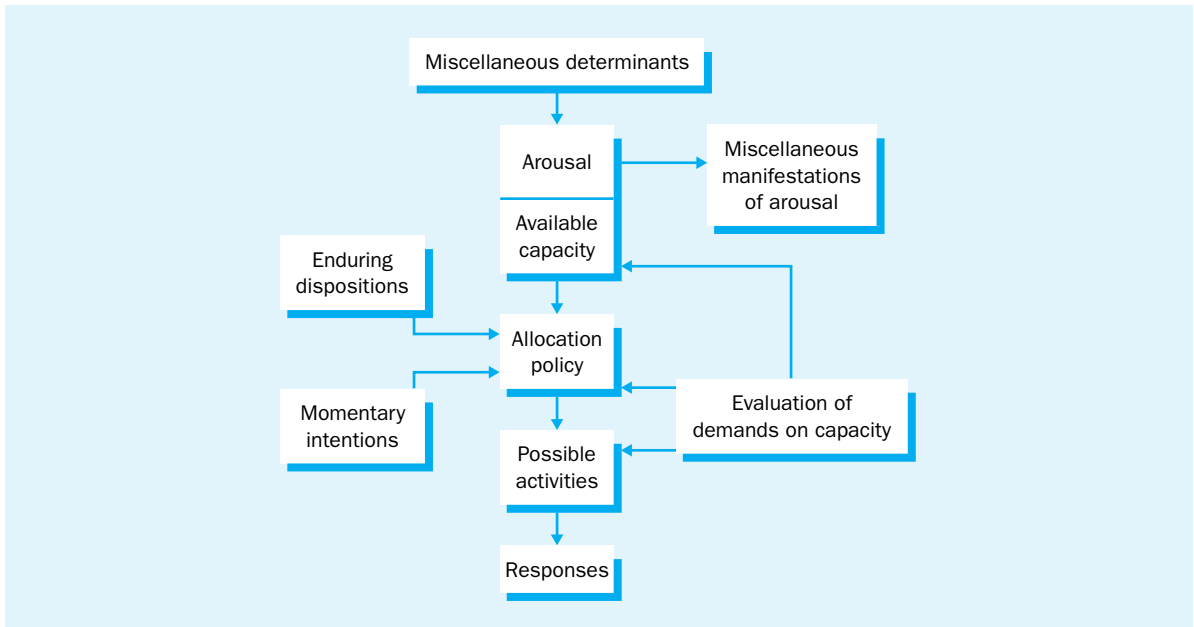 Miscellaneous determinants
Arousal
Miscellaneous
manifestations
of arousal
Available
capacity
Enduring
dispositions
Allocation
policy
Momentary
intentions
Evaluation of
demands on capacity
Possible
activities
Responses